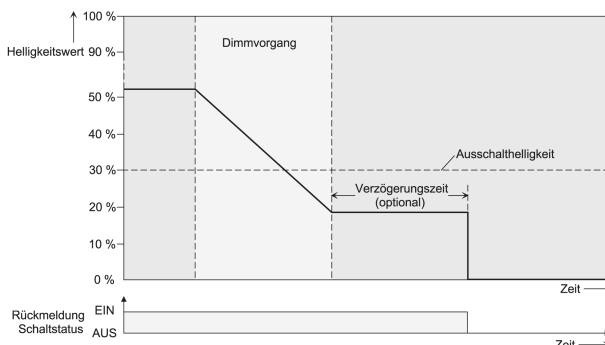 100 %
Helligkeitswert 90 %
Dimmvorgang
50 %
40 %
Ausschalthelligkeit
30 %
Verzögerungszeit
(optional)
20 %
10 %
0 %
Zeit
Rückmeldung
Schaltstatus
EIN
AUS
Zeit